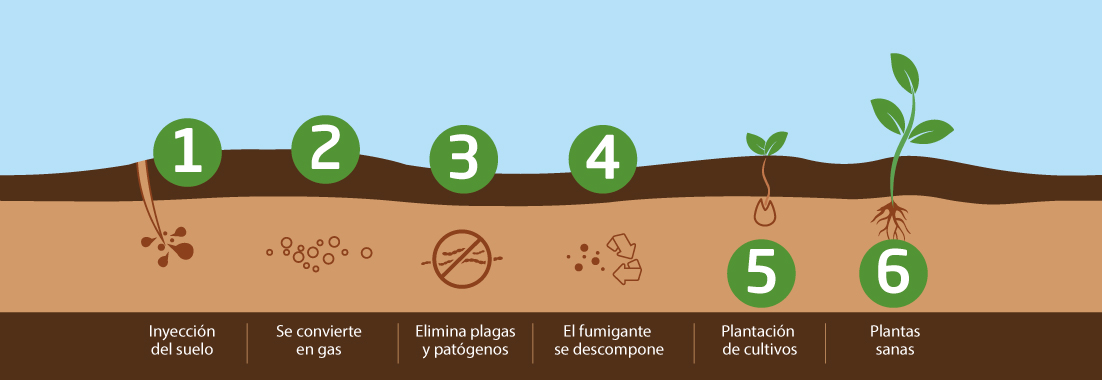 1
2
3
4
5
6
Inyección
del suelo
Se convierte
en gas
Elimina plagas
y patógenos
El fumigante
se descompone
Plantación
de cultivos
Plantas
sanas